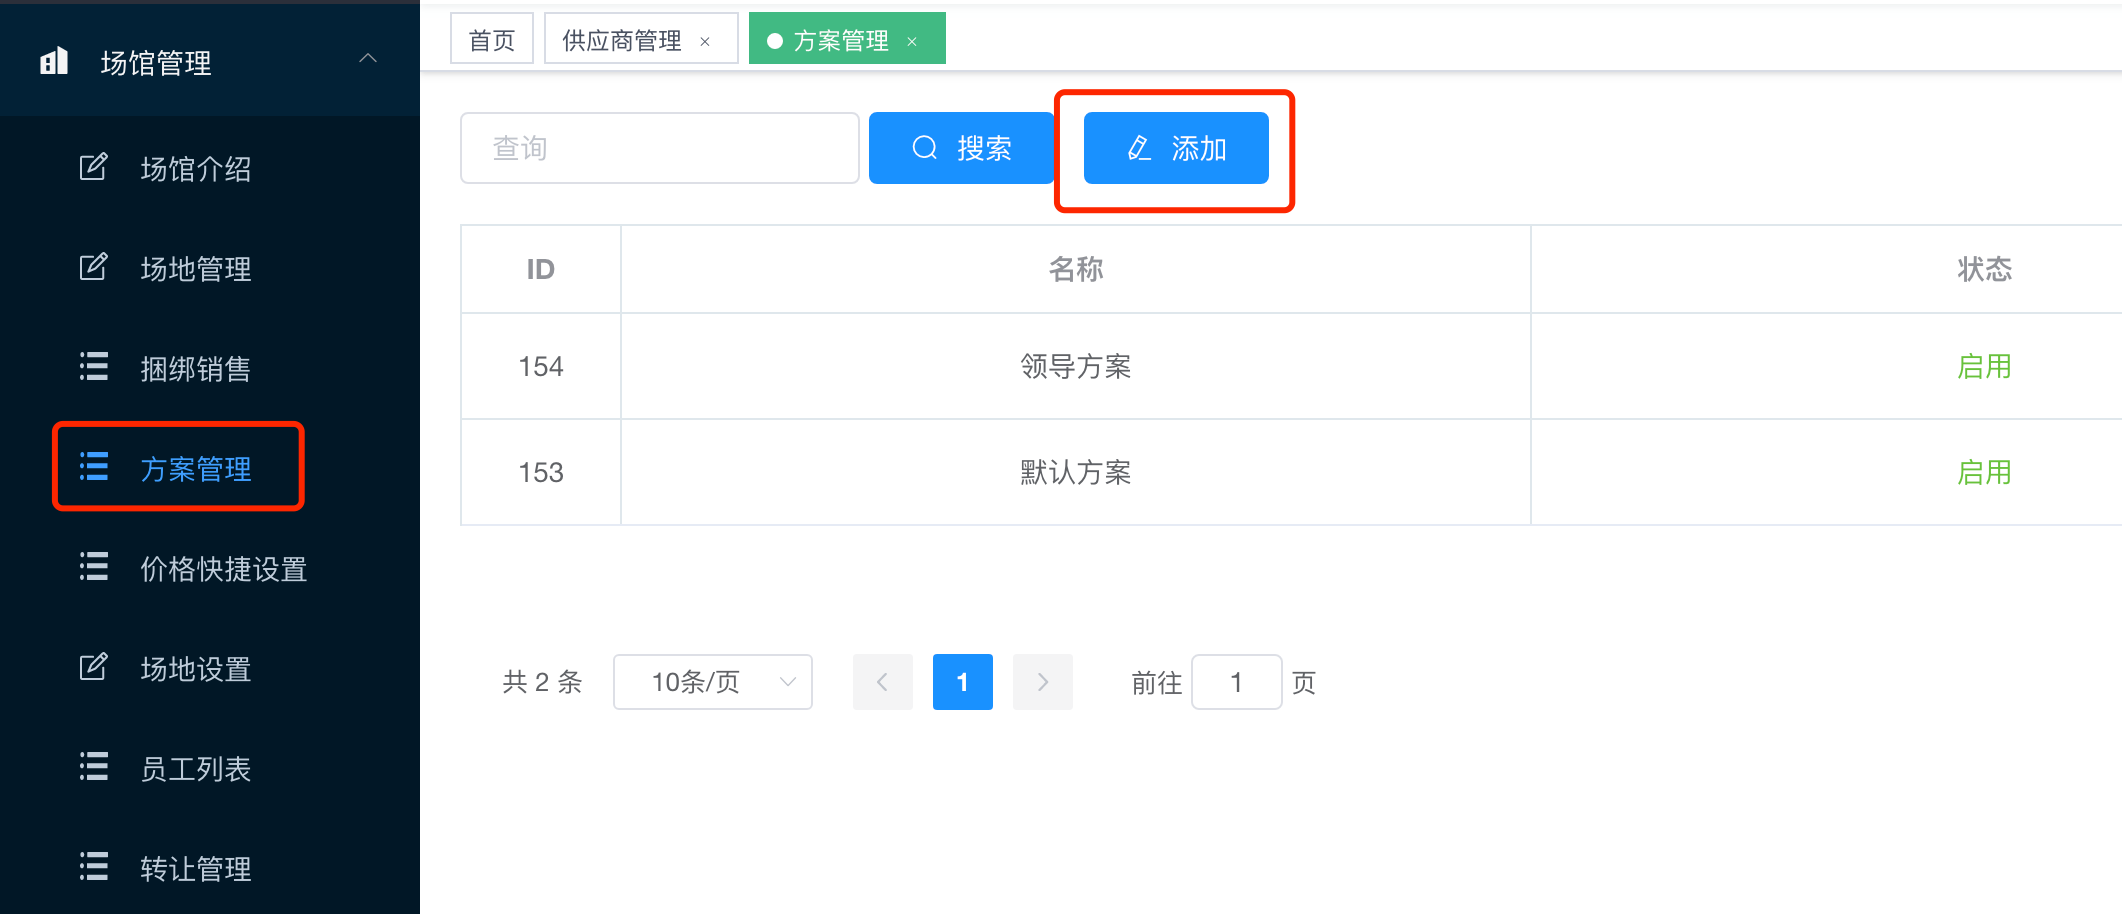 场馆管理
场馆介绍
场地管理
捆绑销售
方案管理
价格快捷设置
场地设置
员工列表
转让管理
首页 供应商管理 × 方案管理 ×
查询 搜索 添加
ID 名称 状态
154 领导方案 启用
153 默认方案 启用
共 2 条 10条/页 1 前往 1 页